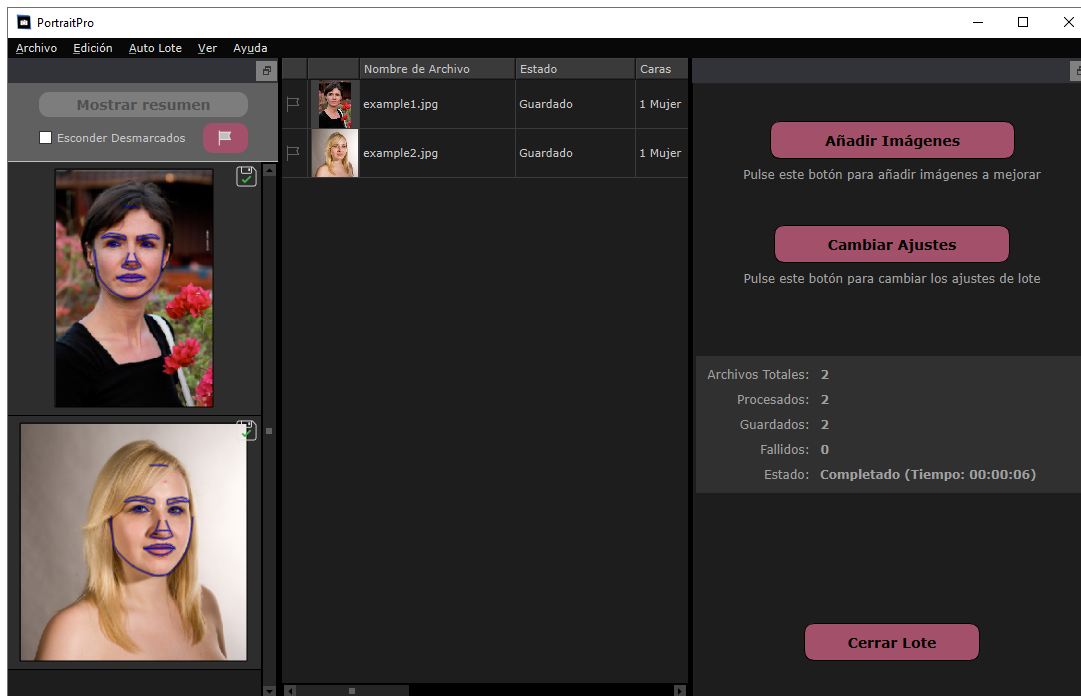 PortraitPro
Archivo Edición Auto Lote Ver Ayuda
Mostrar resumen
Esconder Desmarcados
Nombre de Archivo Estado Caras
example1.jpg Guardado 1 Mujer
example2.jpg Guardado 1 Mujer
Añadir Imágenes
Pulse este botón para añadir imágenes a mejorar
Cambiar Ajustes
Pulse este botón para cambiar los ajustes de lote
Archivos Totales: 2
Procesados: 2
Guardados: 2
Fallidos: 0
Estado: Completado (Tiempo: 00:00:06)
Cerrar Lote